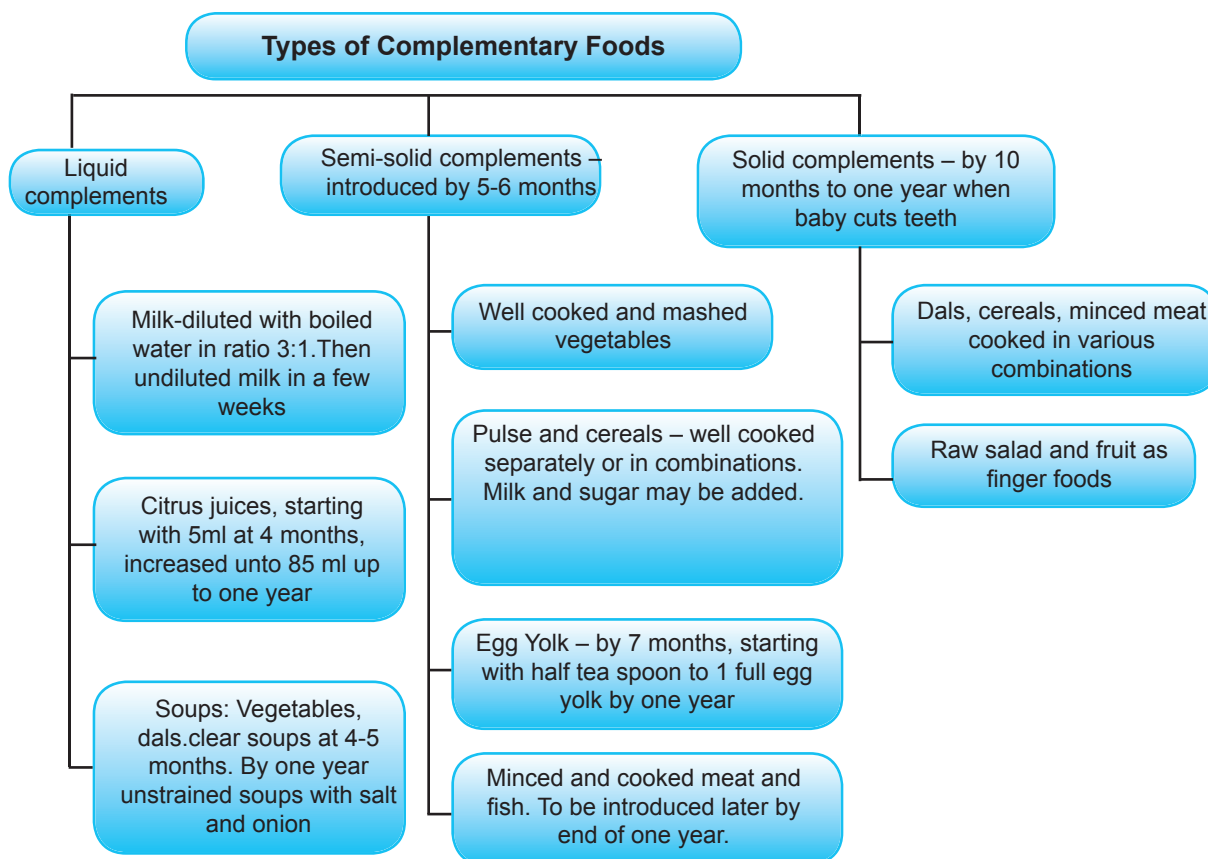 Types of Complementary Foods
Liquid
complements
Semi-solid complements –
introduced by 5-6 months
Solid complements – by 10
months to one year when
baby cuts teeth
Milk-diluted with boiled
water in ratio 3:1.Then
undiluted milk in a few
weeks
Citrus juices, starting
with 5ml at 4 months,
increased unto 85 ml up
to one year
Soups: Vegetables,
dals.clear soups at 4-5
months. By one year
unstrained soups with salt
and onion
Well cooked and mashed
vegetables
Pulse and cereals – well cooked
separately or in combinations.
Milk and sugar may be added.
Egg Yolk – by 7 months, starting
with half tea spoon to 1 full egg
yolk by one year
Minced and cooked meat and
fish. To be introduced later by
end of one year.
Dals, cereals, minced meat
cooked in various
combinations
Raw salad and fruit as
finger foods